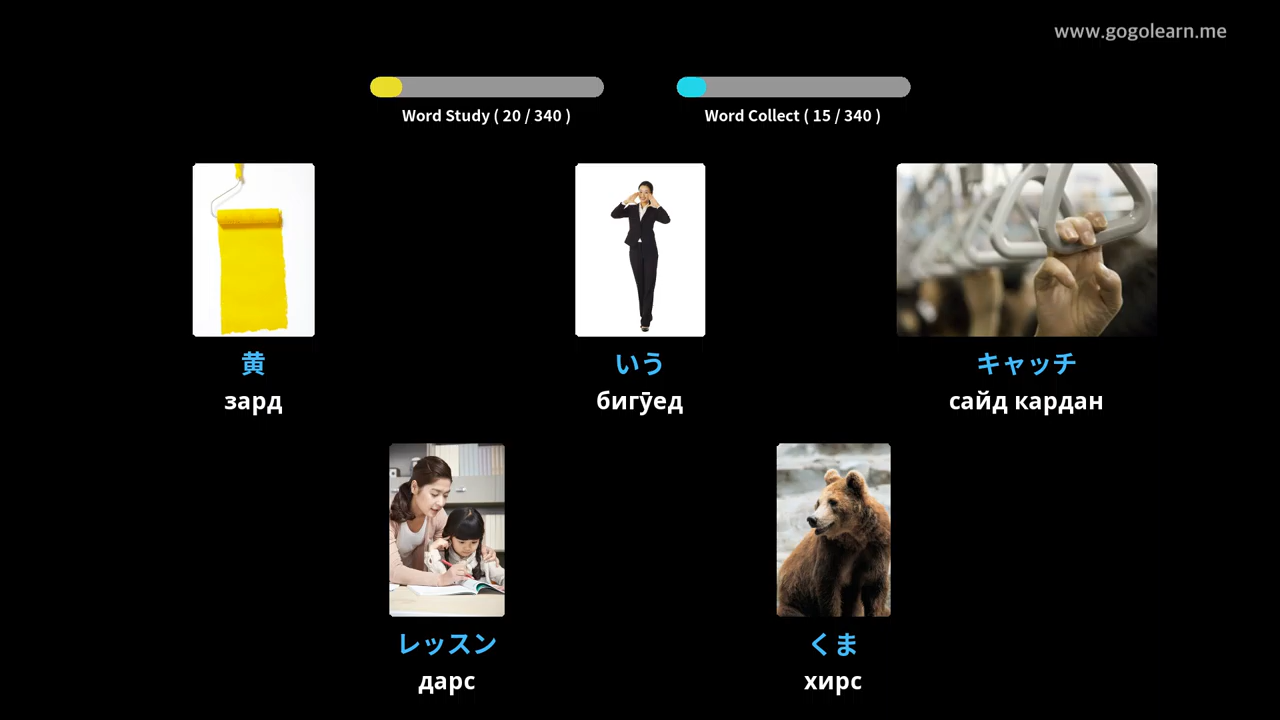 www.gogolearn.me
Word Study ( 20 / 340 )
Word Collect ( 15 / 340 )
黄
いう
キャッチ
зард
бигӯед
сайд кардан
レッスン
くま
дарс
хирс